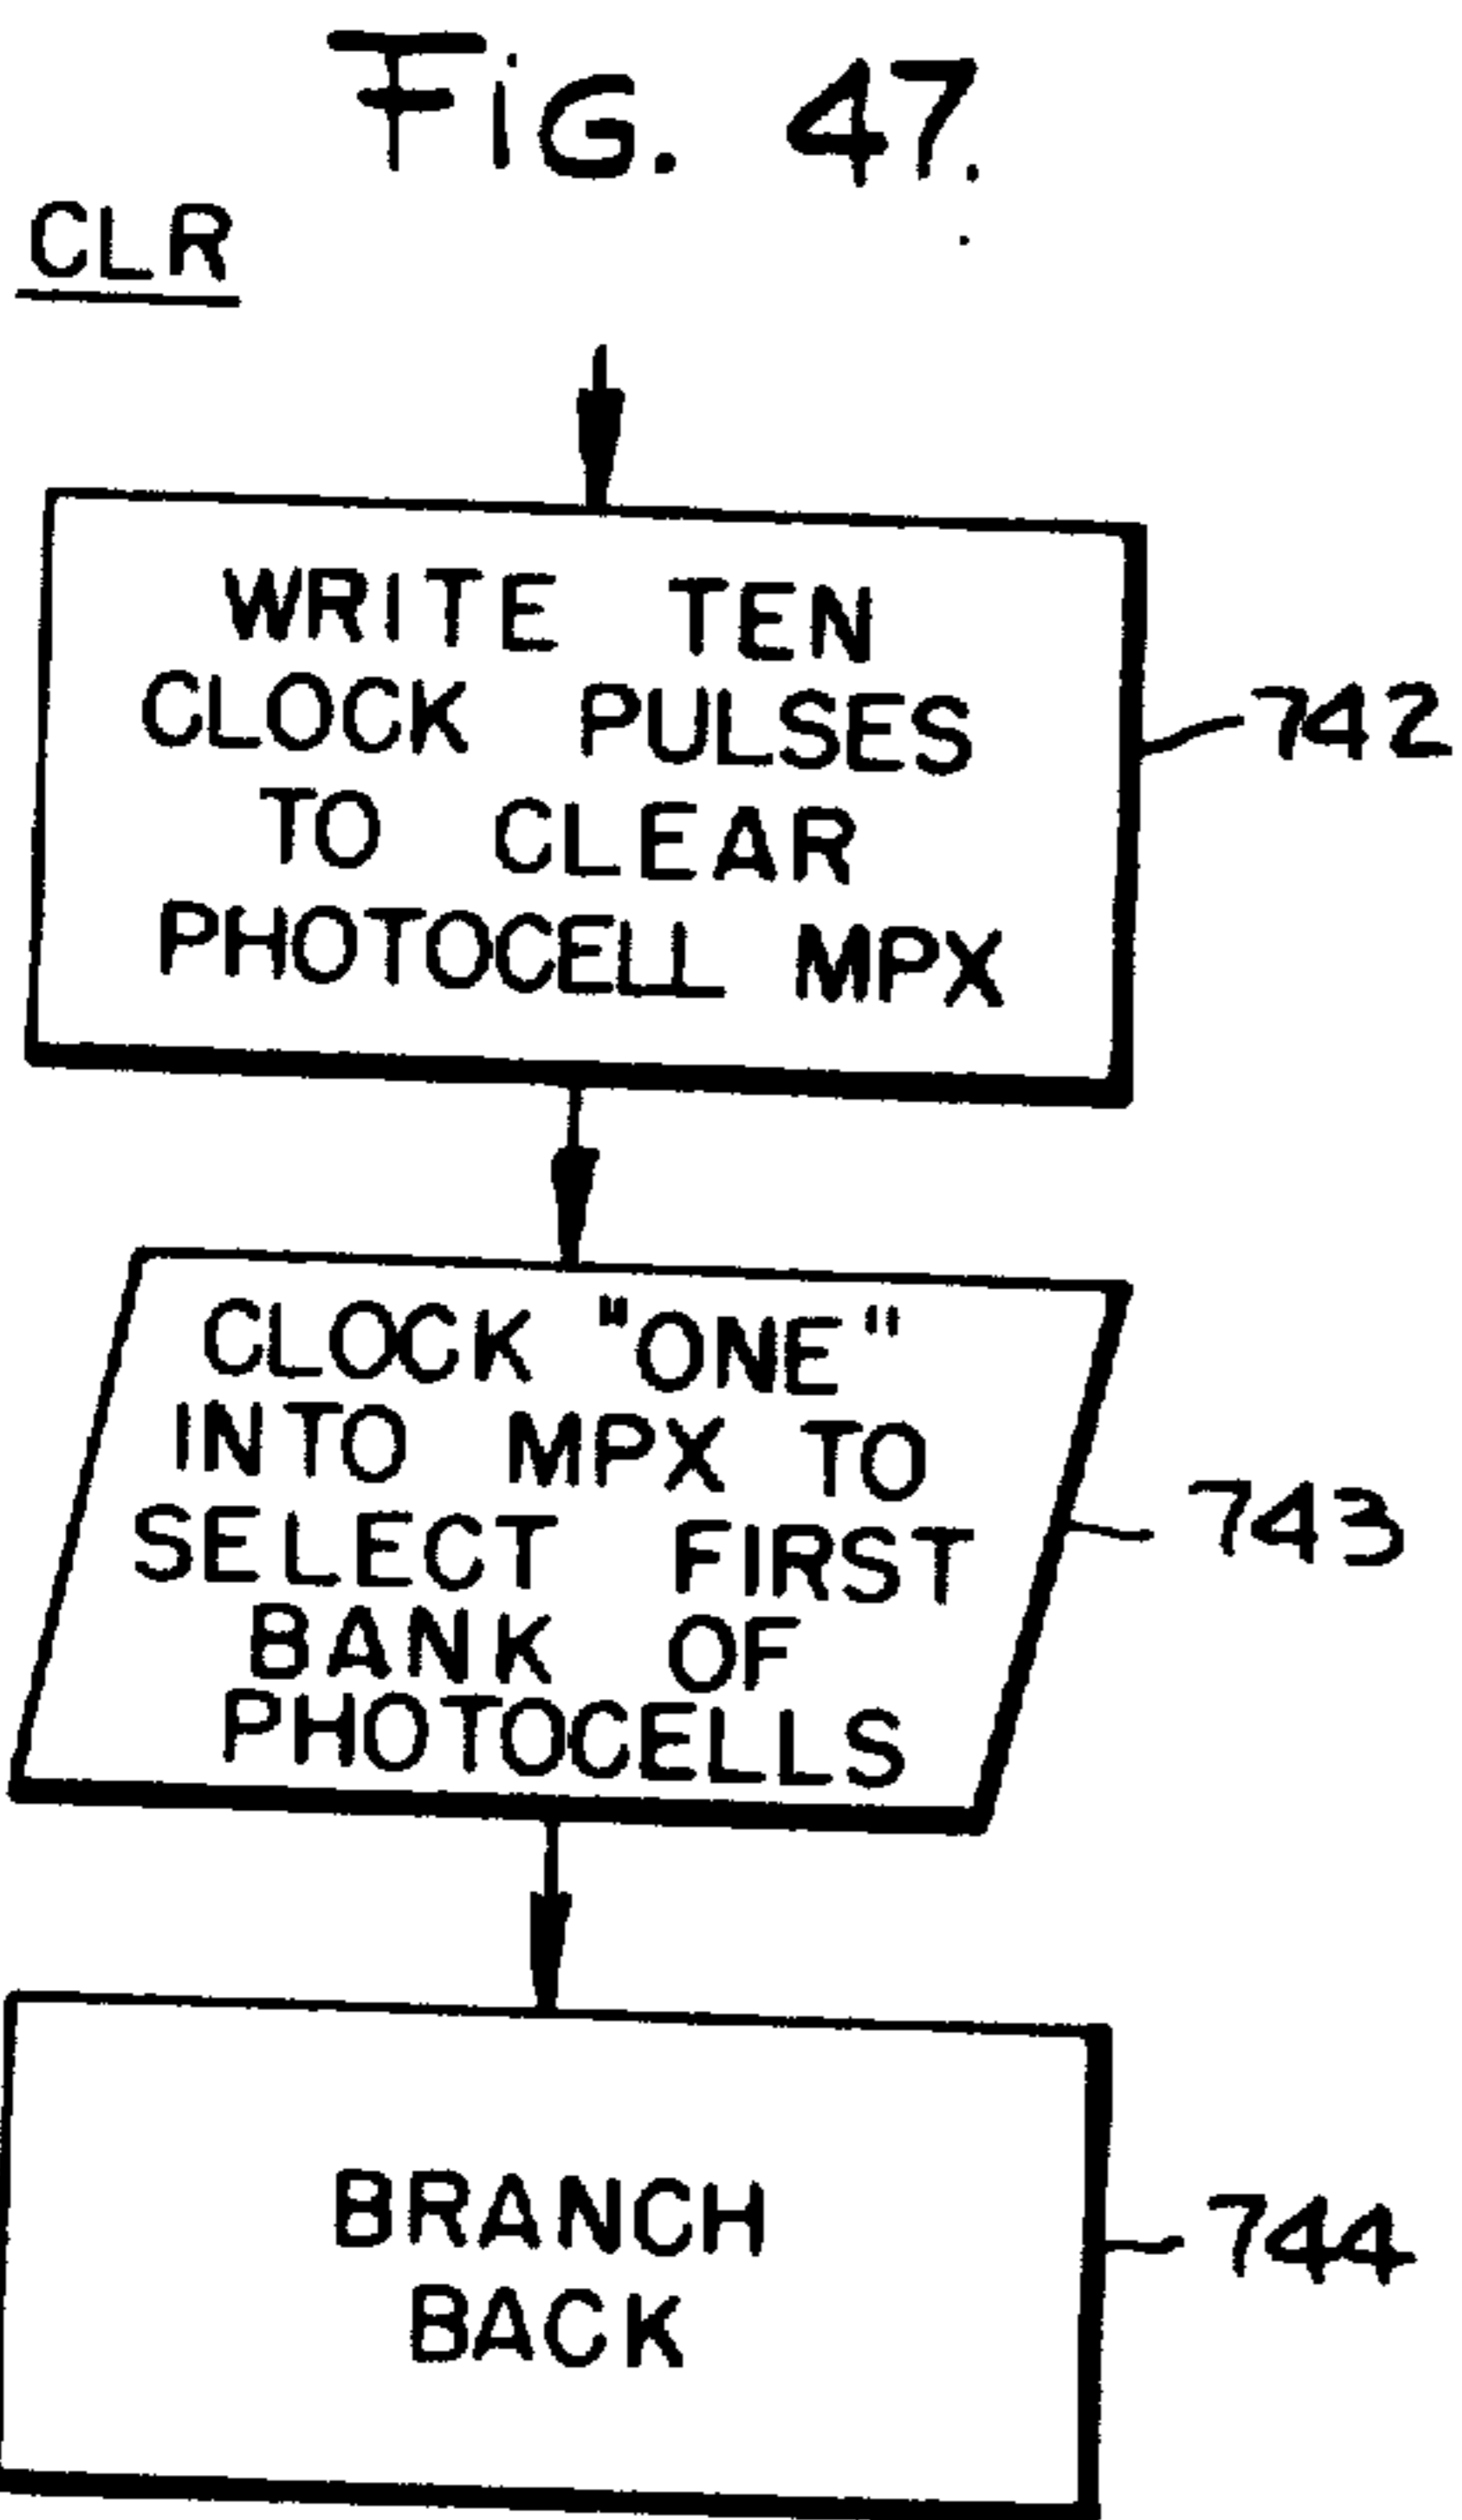 FiG. 47.
CLR
WRITE TEN
CLOCK PULSES
TO CLEAR
PHOTOCELL MPX
742
CLOCK "ONE"
INTO MPX TO
SELECT FIRST
BANK OF
PHOTOCELLS
743
BRANCH
BACK
744